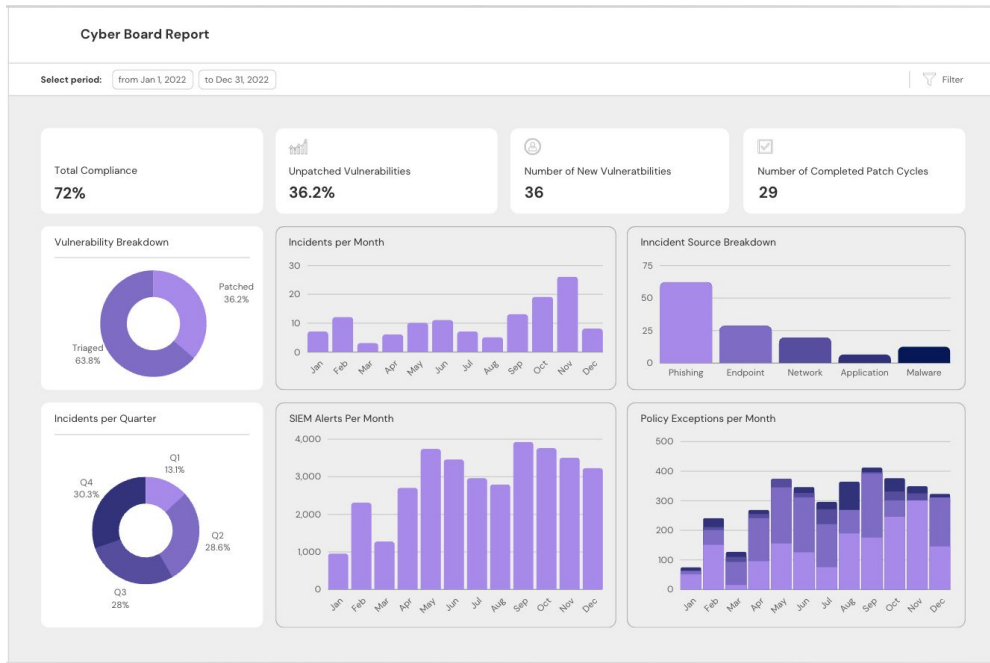 Cyber Board Report
Select period: from Jan 1, 2022 to Dec 31, 2022 Filter
Total Compliance
72%
Unpatched Vulnerabilities
36.2%
Number of New Vulneratbilities
36
Number of Completed Patch Cycles
29
Vulnerability Breakdown
Patched
36.2%
Triaged
63.8%
Incidents per Month
30
20
10
0
Jan Feb Mar Apr May Jun Jul Aug Sep Oct Nov Dec
Inncident Source Breakdown
75
50
25
0
Phishing Endpoint Network Application Malware
Incidents per Quarter
Q1
13.1%
Q4
30.3%
Q2
28.6%
Q3
28%
SIEM Alerts Per Month
4,000
3,000
2,000
1,000
0
Jan Feb Mar Apr May Jun Jul Aug Sep Oct Nov Dec
Policy Exceptions per Month
500
400
300
200
100
0
Jan Feb Mar Apr May Jun Jul Aug Sep Oct Nov Dec